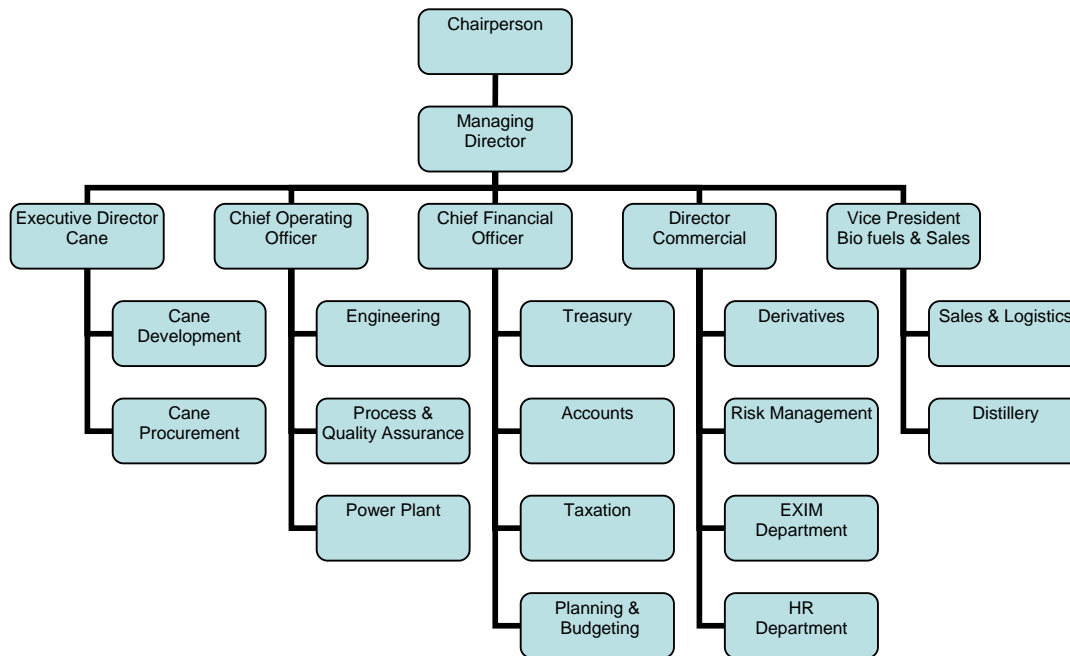 Chairperson
Managing
Director
Executive Director
Cane
Chief Operating
Officer
Chief Financial
Officer
Director
Commercial
Vice President
Bio fuels & Sales
Cane
Development
Engineering
Treasury
Derivatives
Sales & Logistics
Cane
Procurement
Process &
Quality Assurance
Accounts
Risk Management
Distillery
Power Plant
Taxation
EXIM
Department
Planning &
Budgeting
HR
Department